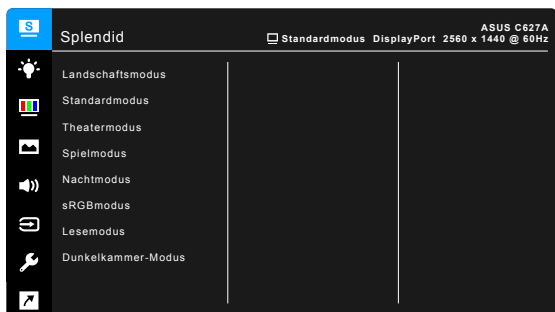 S
Splendid
ASUS C627A
Standardmodus DisplayPort 2560 x 1440 @ 60Hz
Landschaftsmodus
Standardmodus
Theatermodus
Spielmodus
Nachtmodus
sRGBmodus
Lesemodus
Dunkelkammer-Modus